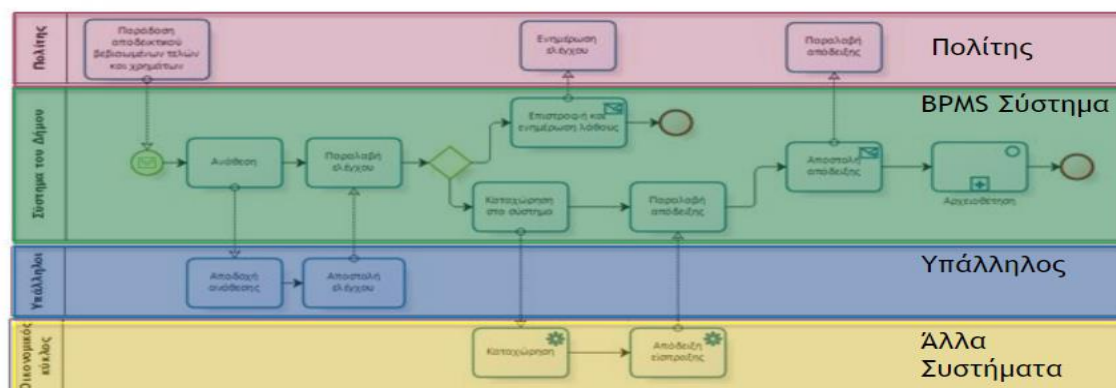 Πολίτης
Παράδοση
αποδεικτικού
βεβαιωμένων τελών
και χρημάτων
Ενημέρωση
ελέγχου
Παραλαβή
απόδειξης
Πολίτης
Σύστημα του Δήμου
Ανάθεση
Παραλαβή
ελέγχου
Επιστροφή και
ενημέρωση λάθους
Καταχώρηση
στο σύστημα
Παραλαβή
απόδειξης
Αποστολή
απόδειξης
Αρχειοθέτηση
BPMS Σύστημα
Υπάλληλοι
Αποδοχή
ανάθεσης
Αποστολή
ελέγχου
Υπάλληλος
Οικονομικός
κύκλος
Καταχώρηση
Απόδειξη
είσπραξης
Άλλα
Συστήματα